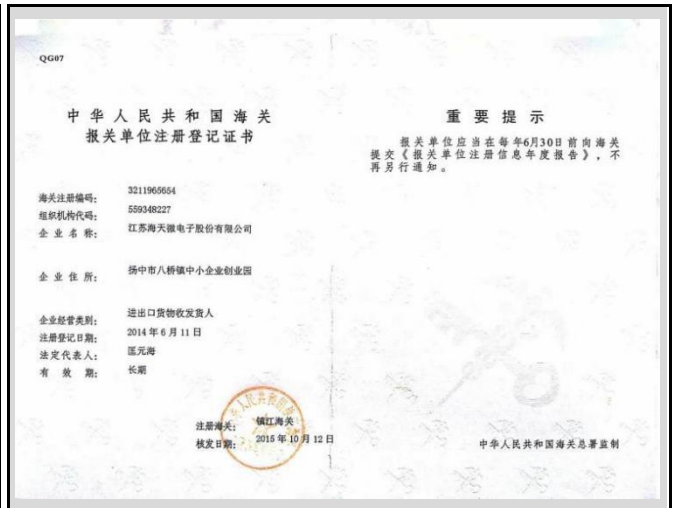 QG07
中华人民共和国海关
报关单位注册登记证书
海关注册编码： 3211965654
组织机构代码： 559348227
企业名称： 江苏海天微电子股份有限公司
企业住所： 扬中市八桥镇中小企业创业园
企业经营类别： 进出口货物收发货人
注册登记日期： 2014年6月11日
法定代表人： 匡元海
有效期： 长期
注册海关： 镇江海关
核发日期： 2015年10月12日
重要提示
报关单位应当在每年6月30日前向海关
提交《报关单位注册信息年度报告》，不
再另行通知。
中华人民共和国海关总署监制